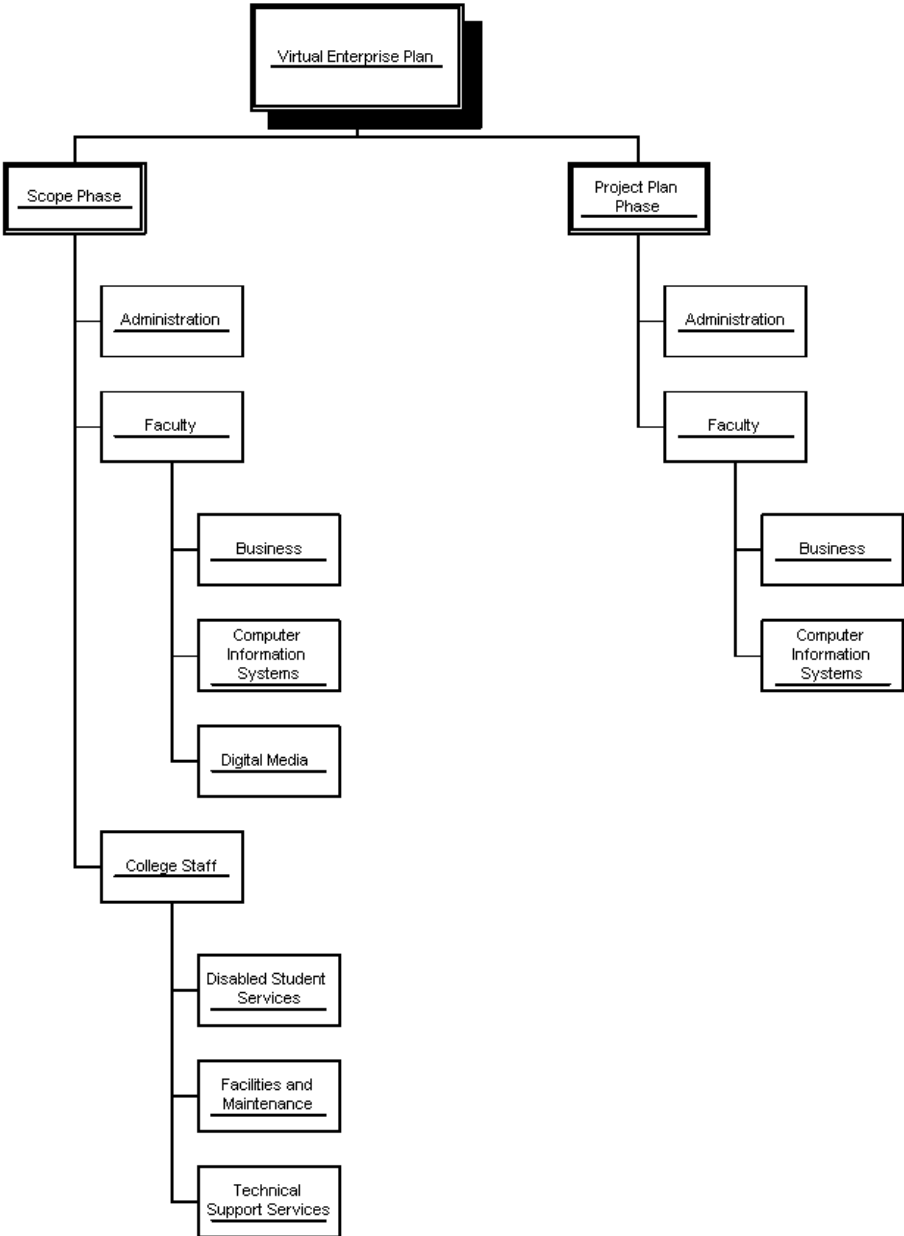 Virtual Enterprise Plan
Scope Phase
Project Plan
Phase
Administration
Administration
Faculty
Faculty
Business
Business
Computer
Information
Systems
Computer
Information
Systems
Digital Media
College Staff
Disabled Student
Services
Facilities and
Maintenance
Technical
Support Services